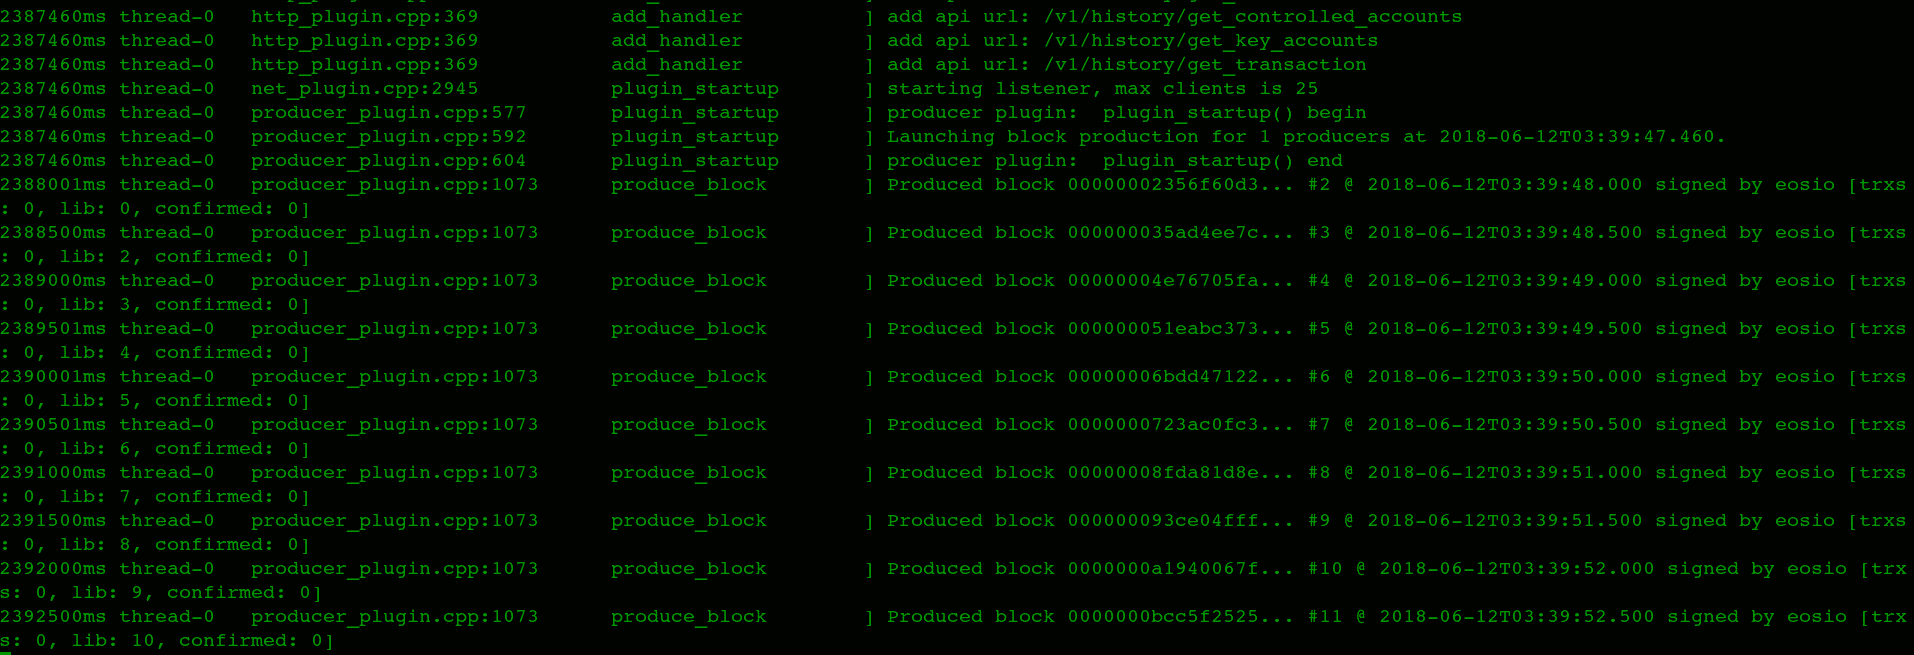 2387460ms thread-0   http_plugin.cpp:369           add_handler          ] add api url: /v1/history/get_controlled_accounts
2387460ms thread-0   http_plugin.cpp:369           add_handler          ] add api url: /v1/history/get_key_accounts
2387460ms thread-0   http_plugin.cpp:369           add_handler          ] add api url: /v1/history/get_transaction
2387460ms thread-0   net_plugin.cpp:2945           plugin_startup       ] starting listener, max clients is 25
2387460ms thread-0   producer_plugin.cpp:577       plugin_startup       ] producer plugin:  plugin_startup() begin
2387460ms thread-0   producer_plugin.cpp:592       plugin_startup       ] Launching block production for 1 producers at 2018-06-12T03:39:47.460.
2387460ms thread-0   producer_plugin.cpp:604       plugin_startup       ] producer plugin:  plugin_startup() end
2388001ms thread-0   producer_plugin.cpp:1073      produce_block        ] Produced block 00000002356f60d3... #2 @ 2018-06-12T03:39:48.000 signed by eosio [trxs
: 0, lib: 0, confirmed: 0]
2388500ms thread-0   producer_plugin.cpp:1073      produce_block        ] Produced block 000000035ad4ee7c... #3 @ 2018-06-12T03:39:48.500 signed by eosio [trxs
: 0, lib: 2, confirmed: 0]
2389000ms thread-0   producer_plugin.cpp:1073      produce_block        ] Produced block 00000004e76705fa... #4 @ 2018-06-12T03:39:49.000 signed by eosio [trxs
: 0, lib: 3, confirmed: 0]
2389501ms thread-0   producer_plugin.cpp:1073      produce_block        ] Produced block 000000051eabc373... #5 @ 2018-06-12T03:39:49.500 signed by eosio [trxs
: 0, lib: 4, confirmed: 0]
2390001ms thread-0   producer_plugin.cpp:1073      produce_block        ] Produced block 00000006bdd47122... #6 @ 2018-06-12T03:39:50.000 signed by eosio [trxs
: 0, lib: 5, confirmed: 0]
2390501ms thread-0   producer_plugin.cpp:1073      produce_block        ] Produced block 0000000723ac0fc3... #7 @ 2018-06-12T03:39:50.500 signed by eosio [trxs
: 0, lib: 6, confirmed: 0]
2391000ms thread-0   producer_plugin.cpp:1073      produce_block        ] Produced block 00000008fda81d8e... #8 @ 2018-06-12T03:39:51.000 signed by eosio [trxs
: 0, lib: 7, confirmed: 0]
2391500ms thread-0   producer_plugin.cpp:1073      produce_block        ] Produced block 000000093ce04fff... #9 @ 2018-06-12T03:39:51.500 signed by eosio [trxs
: 0, lib: 8, confirmed: 0]
2392000ms thread-0   producer_plugin.cpp:1073      produce_block        ] Produced block 0000000a1940067f... #10 @ 2018-06-12T03:39:52.000 signed by eosio [trx
s: 0, lib: 9, confirmed: 0]
2392500ms thread-0   producer_plugin.cpp:1073      produce_block        ] Produced block 0000000bcc5f2525... #11 @ 2018-06-12T03:39:52.500 signed by eosio [trx
s: 0, lib: 10, confirmed: 0]